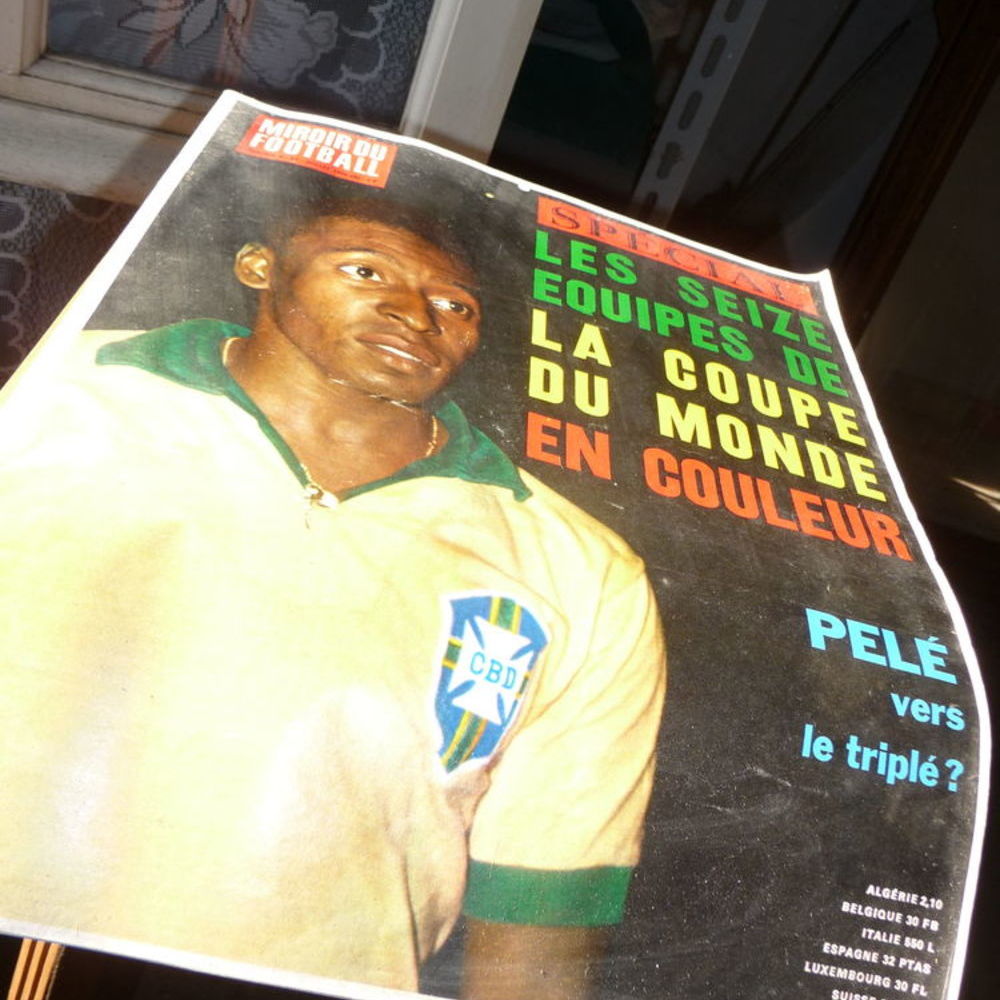 MIROIR DU
FOOTBALL
SPECIAL
LES SEIZE
EQUIPES DE
LA COUPE
DU MONDE
EN COULEUR
PELÉ
vers
le triplé ?
CBD
ALGÉRIE 2,10
BELGIQUE 30 FB
ITALIE 550 L
ESPAGNE 32 PTAS
LUXEMBOURG 30 FL